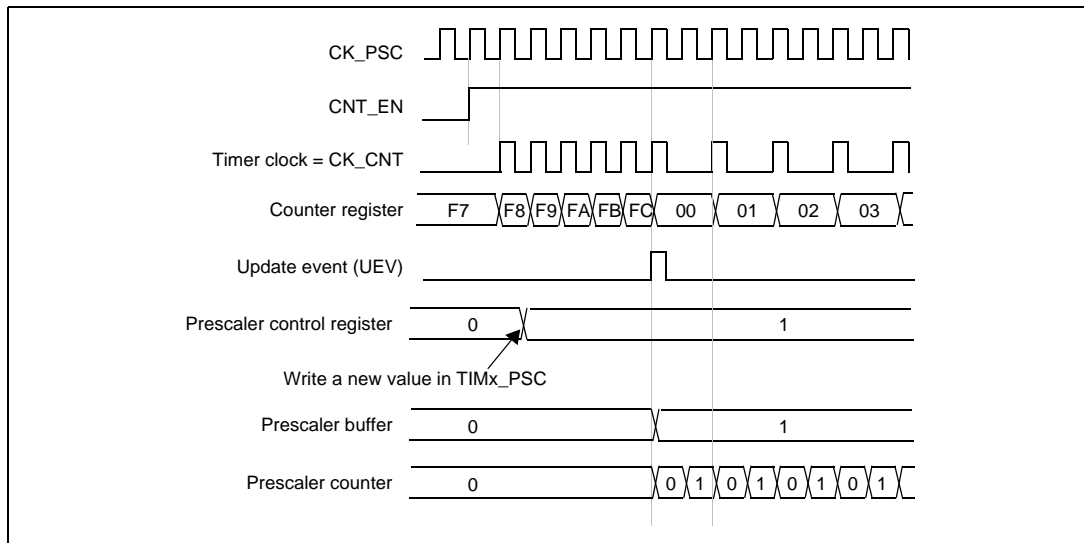 CK_PSC
CNT_EN
Timer clock = CK_CNT
Counter register F7 F8 F9 FA FB FC 00 01 02 03
Update event (UEV)
Prescaler control register 0 1
Write a new value in TIMx_PSC
Prescaler buffer 0 1
Prescaler counter 0 0 1 0 1 0 1 0 1